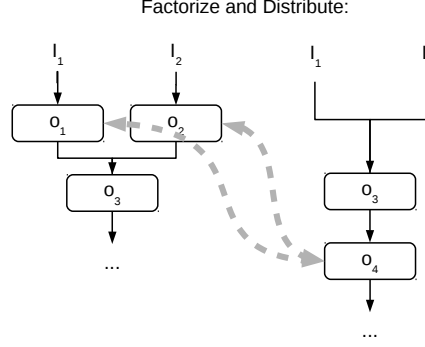 Factorize and Distribute:
I1 I2 I1
o1 o2
o3 o3
o4
...
...